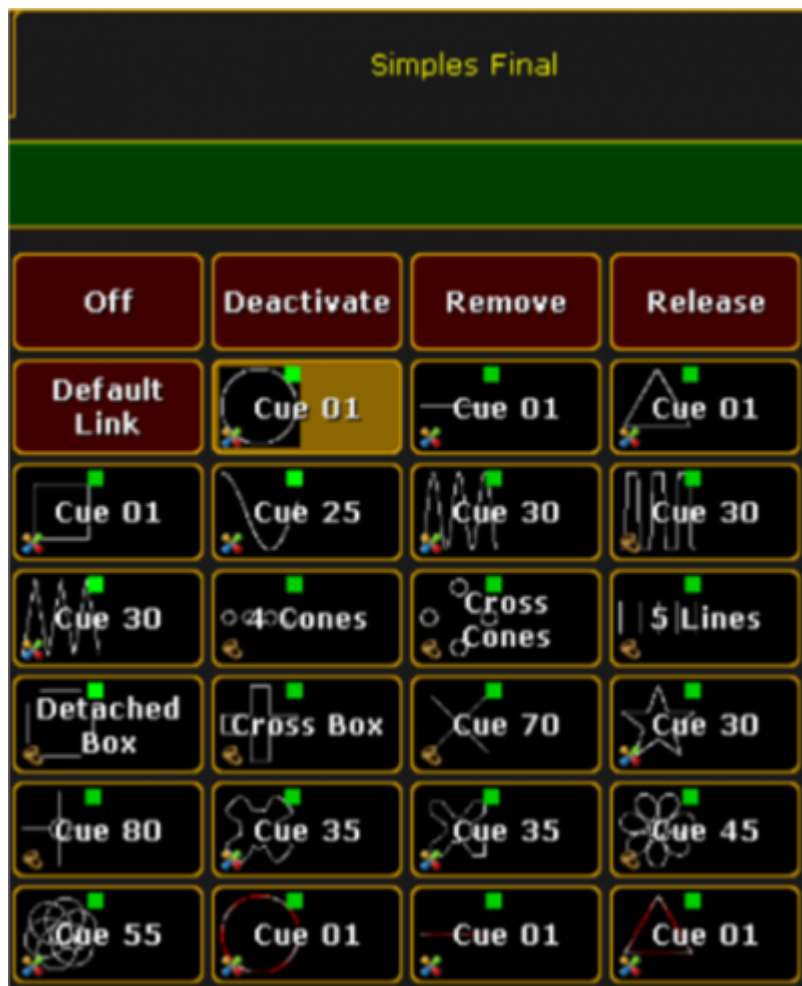 Simples Final
Off
Deactivate
Remove
Release
Default
Link
Cue 01
Cue 01
Cue 01
Cue 01
Cue 25
Cue 30
Cue 30
Cue 30
4 Cones
Cross
Cones
5 Lines
Detached
Box
Cross Box
Cue 70
Cue 30
Cue 80
Cue 35
Cue 35
Cue 45
Cue 55
Cue 01
Cue 01
Cue 01